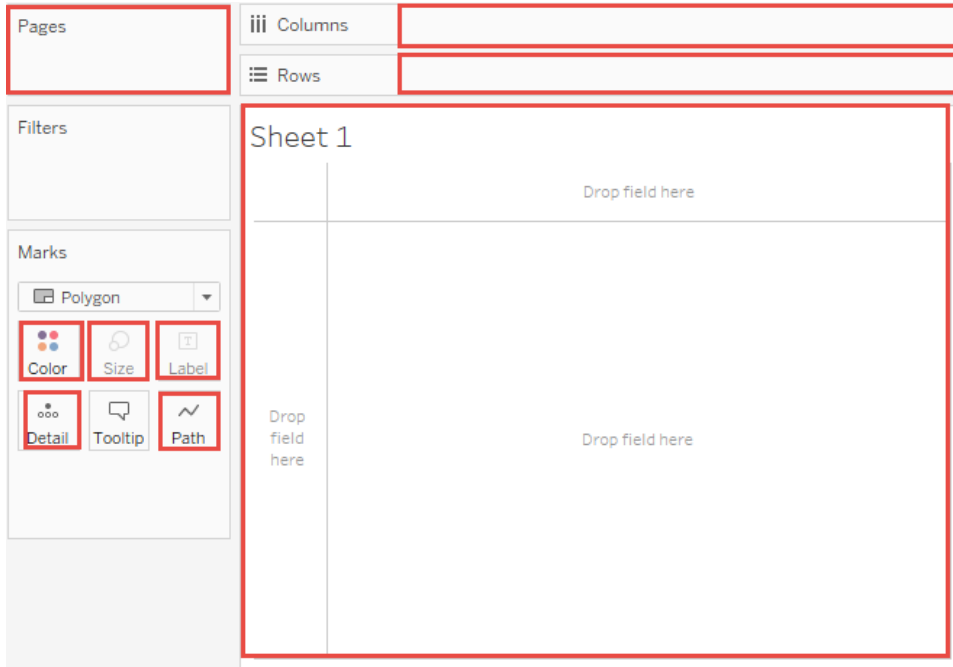 Pages
Columns
Rows
Filters
Sheet 1
Drop field here
Marks
Polygon
Color Size Label
T
Detail Tooltip Path
Drop
field
here
Drop field here